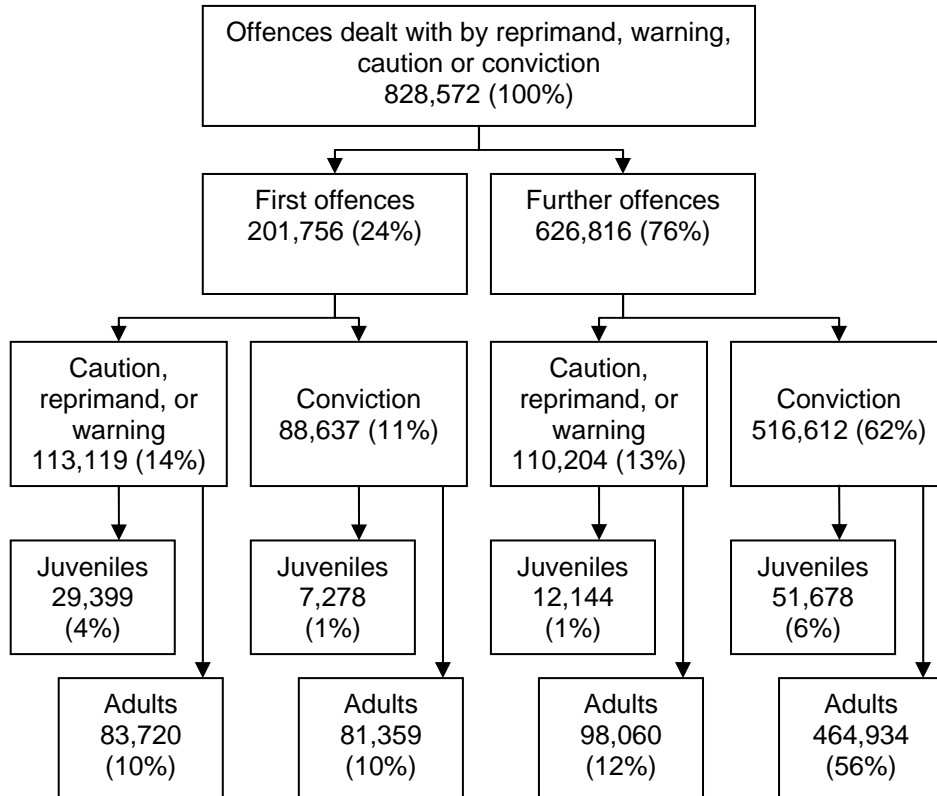 Offences dealt with by reprimand, warning,
caution or conviction
828,572 (100%)
First offences
201,756 (24%)
Further offences
626,816 (76%)
Caution,
reprimand, or
warning
113,119 (14%)
Conviction
88,637 (11%)
Caution,
reprimand, or
warning
110,204 (13%)
Conviction
516,612 (62%)
Juveniles
29,399
(4%)
Juveniles
7,278
(1%)
Juveniles
12,144
(1%)
Juveniles
51,678
(6%)
Adults
83,720
(10%)
Adults
81,359
(10%)
Adults
98,060
(12%)
Adults
464,934
(56%)